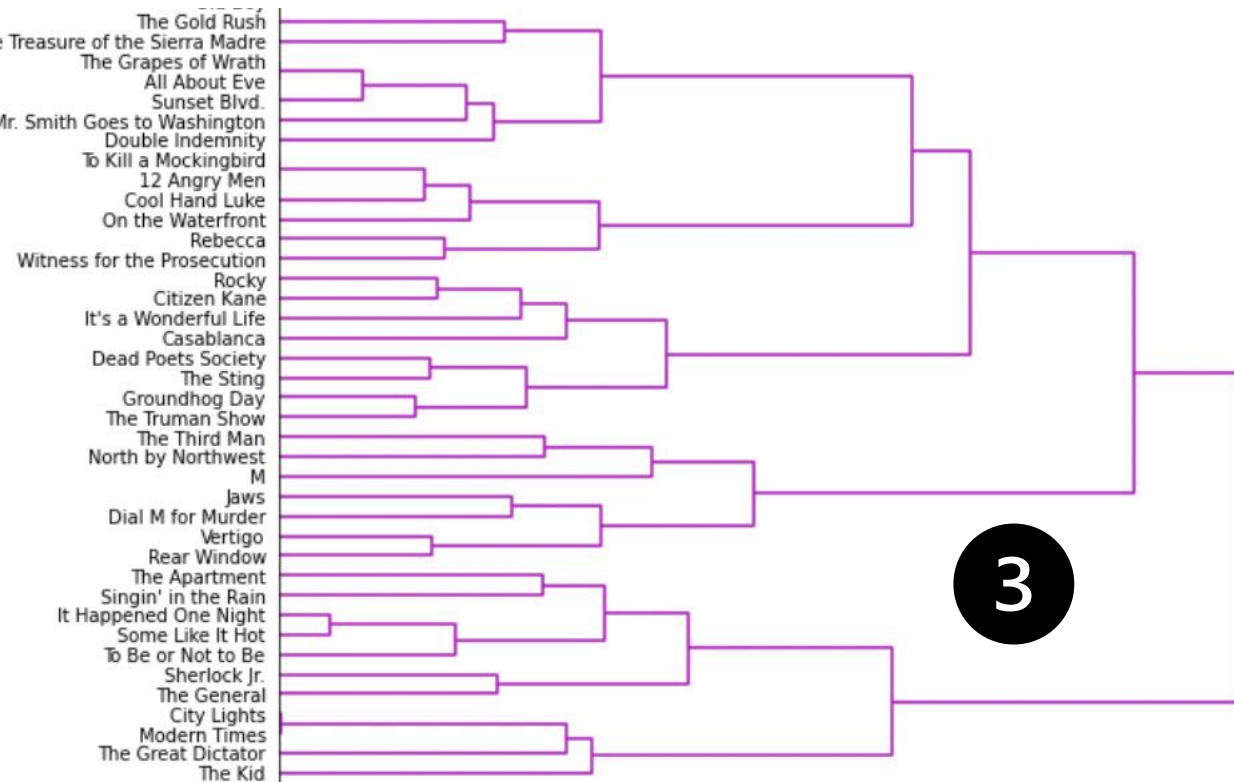 The Gold Rush
Treasure of the Sierra Madre
The Grapes of Wrath
All About Eve
Sunset Blvd.
Mr. Smith Goes to Washington
Double Indemnity
To Kill a Mockingbird
12 Angry Men
Cool Hand Luke
On the Waterfront
Rebecca
Witness for the Prosecution
Rocky
Citizen Kane
It's a Wonderful Life
Casablanca
Dead Poets Society
The Sting
Groundhog Day
The Truman Show
The Third Man
North by Northwest
M
Jaws
Dial M for Murder
Vertigo
Rear Window
The Apartment
Singin' in the Rain
It Happened One Night
Some Like It Hot
To Be or Not to Be
Sherlock Jr.
The General
City Lights
Modern Times
The Great Dictator
The Kid
3